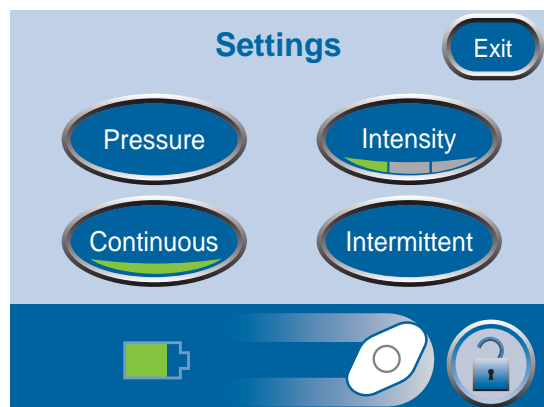 Settings
Exit
Pressure
Intensity
Continuous
Intermittent